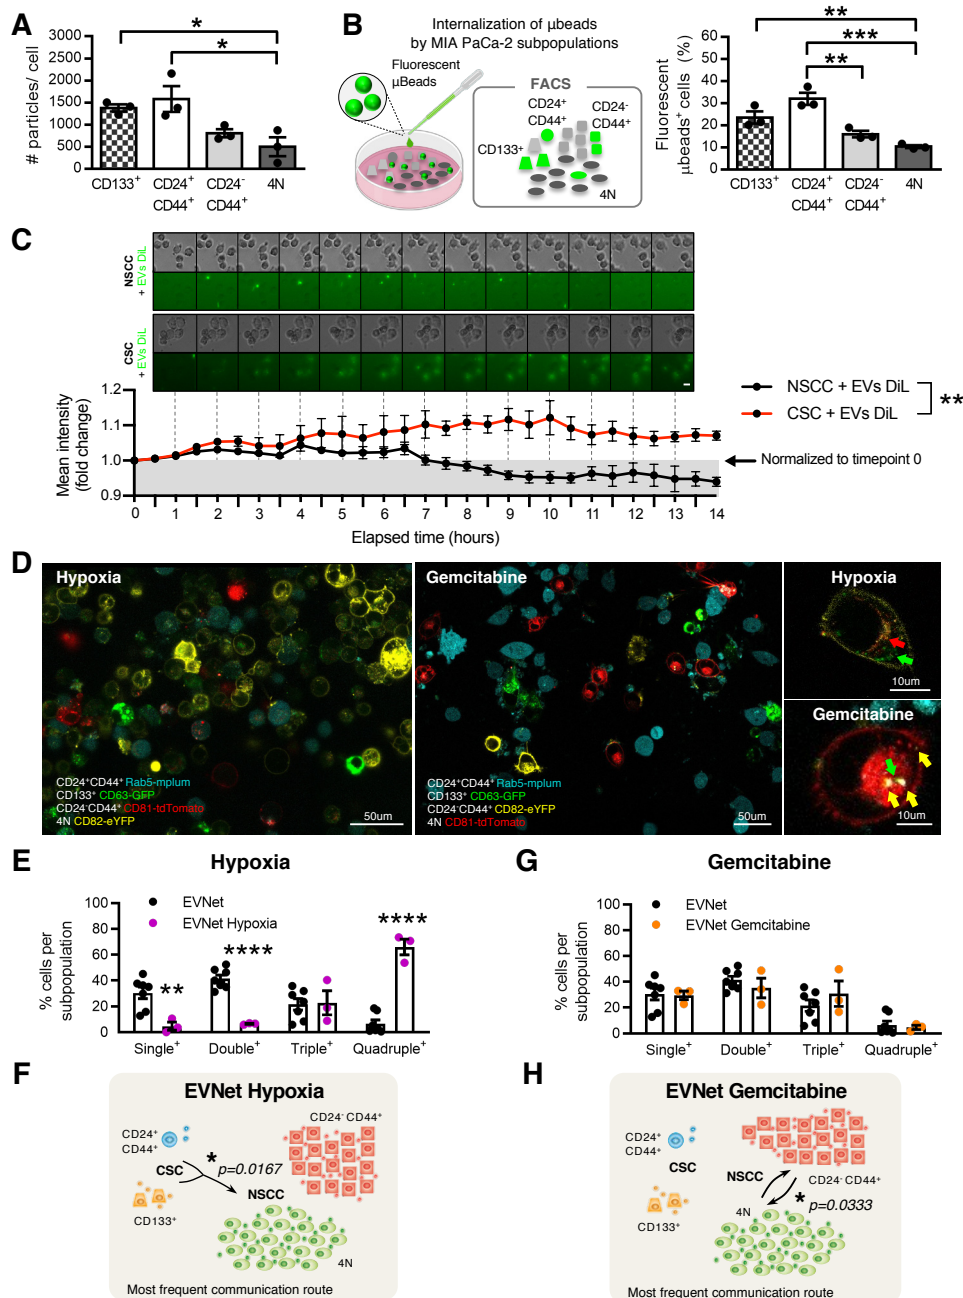 A
# particles/ cell
3000
2500
2000
1500
1000
500
0
*
*
CD133⁺
CD24⁺
CD44⁺
CD24⁻
CD44⁺
4N
B
Internalization of µbeads
by MIA PaCa-2 subpopulations
Fluorescent
µBeads
FACS
CD24⁺
CD44⁺
CD24-
CD44⁺
CD133⁺
4N
Fluorescent
µbeads⁺ cells (%)
60
50
40
30
20
10
0
**
***
**
CD133⁺
CD24⁺
CD44⁺
CD24⁻
CD44⁺
4N
C
NSCC
+ EVs DiL
CSC
+ EVs DiL
Mean intensity
(fold change)
1.2
1.1
1.0
0.9
0 1 2 3 4 5 6 7 8 9 10 11 12 13 14
Elapsed time (hours)
NSCC + EVs DiL
CSC + EVs DiL
**
Normalized to timepoint 0
D
Hypoxia
CD24⁺CD44⁺ Rab5-mplum
CD133⁺ CD63-GFP
CD24⁻CD44⁺ CD81-tdTomato
4N CD82-eYFP
50um
Gemcitabine
CD24⁺CD44⁺ Rab5-mplum
CD133⁺ CD63-GFP
CD24⁻CD44⁺ CD82-eYFP
4N CD81-tdTomato
50um
Hypoxia
10um
Gemcitabine
10um
E
Hypoxia
EVNet
EVNet Hypoxia
% cells per
subpopulation
100
80
60
40
20
0
**
****
****
Single⁺ Double⁺ Triple⁺ Quadruple⁺
G
Gemcitabine
EVNet
EVNet Gemcitabine
% cells per
subpopulation
100
80
60
40
20
0
Single⁺ Double⁺ Triple⁺ Quadruple⁺
F
EVNet Hypoxia
CD24⁺
CD44⁺
CSC
CD133⁺
CD24⁻ CD44⁺
* p=0.0167
NSCC
4N
Most frequent communication route
H
EVNet Gemcitabine
CD24⁺
CD44⁺
CSC
CD133⁺
NSCC
CD24⁻ CD44⁺
4N
* p=0.0333
Most frequent communication route